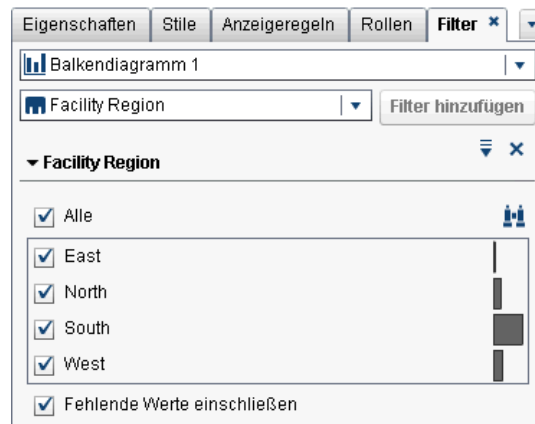 Eigenschaften Stile Anzeigeregeln Rollen Filter
Balkendiagramm 1
Facility Region Filter hinzufügen
Facility Region
Alle
East
North
South
West
Fehlende Werte einschließen